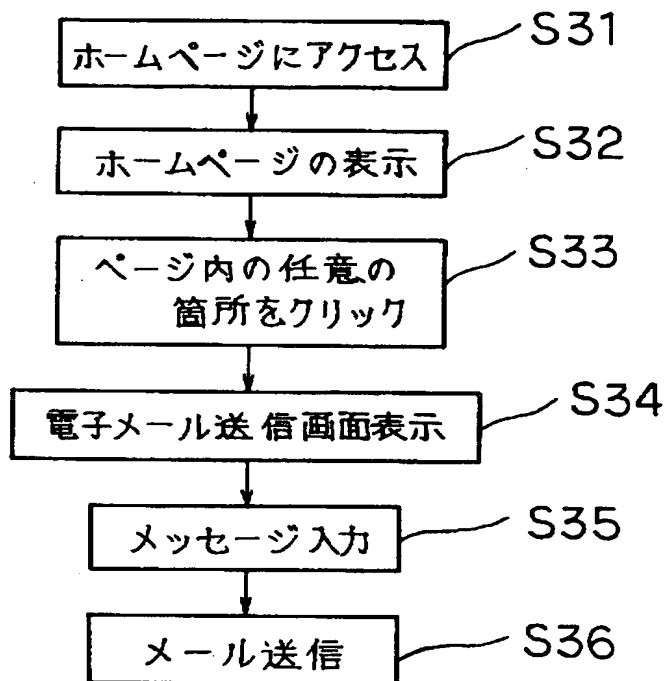 ホームページにアクセス
S31
ホームページの表示
S32
ページ内の任意の
箇所をクリック
S33
電子メール送信画面表示
S34
メッセージ入力
S35
メール送信
S36